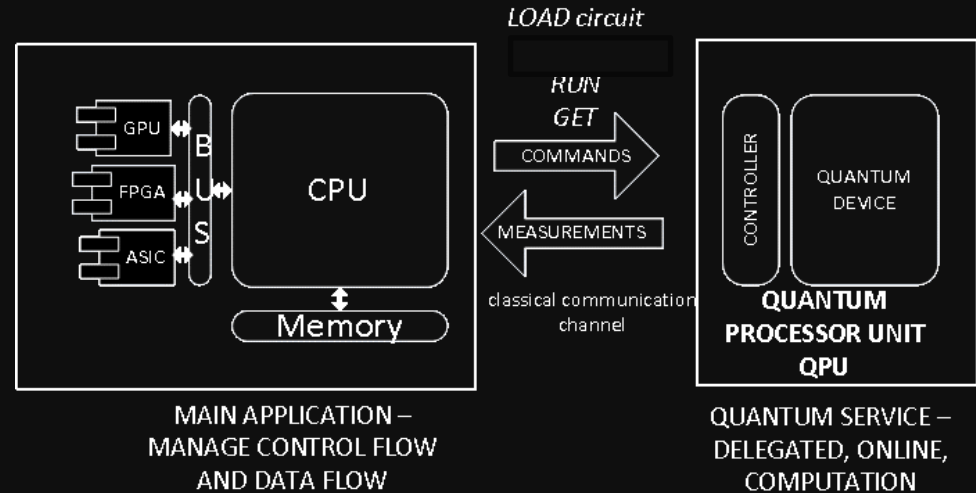 LOAD circuit
RUN
GET
COMMANDS
MEASUREMENTS
classical communication
channel
GPU
FPGA
ASIC
B
U
S
CPU
Memory
MAIN APPLICATION –
MANAGE CONTROL FLOW
AND DATA FLOW
CONTROLLER
QUANTUM
DEVICE
QUANTUM
PROCESSOR UNIT
QPU
QUANTUM SERVICE –
DELEGATED, ONLINE,
COMPUTATION